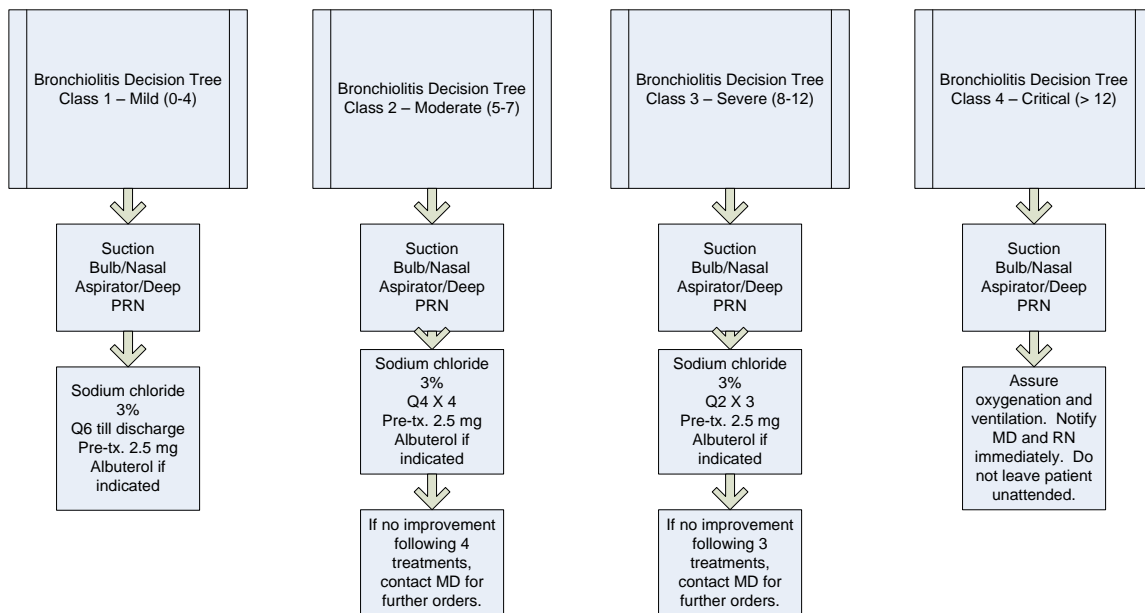 Bronchiolitis Decision Tree
Class 1 – Mild (0-4)
Suction
Bulb/Nasal
Aspirator/Deep
PRN
Sodium chloride
3%
Q6 till discharge
Pre-tx. 2.5 mg
Albuterol if
indicated
Bronchiolitis Decision Tree
Class 2 – Moderate (5-7)
Suction
Bulb/Nasal
Aspirator/Deep
PRN
Sodium chloride
3%
Q4 X 4
Pre-tx. 2.5 mg
Albuterol if
indicated
If no improvement
following 4
treatments,
contact MD for
further orders.
Bronchiolitis Decision Tree
Class 3 – Severe (8-12)
Suction
Bulb/Nasal
Aspirator/Deep
PRN
Sodium chloride
3%
Q2 X 3
Pre-tx. 2.5 mg
Albuterol if
indicated
If no improvement
following 3
treatments,
contact MD for
further orders.
Bronchiolitis Decision Tree
Class 4 – Critical (> 12)
Suction
Bulb/Nasal
Aspirator/Deep
PRN
Assure
oxygenation and
ventilation.  Notify
MD and RN
immediately.  Do
not leave patient
unattended.